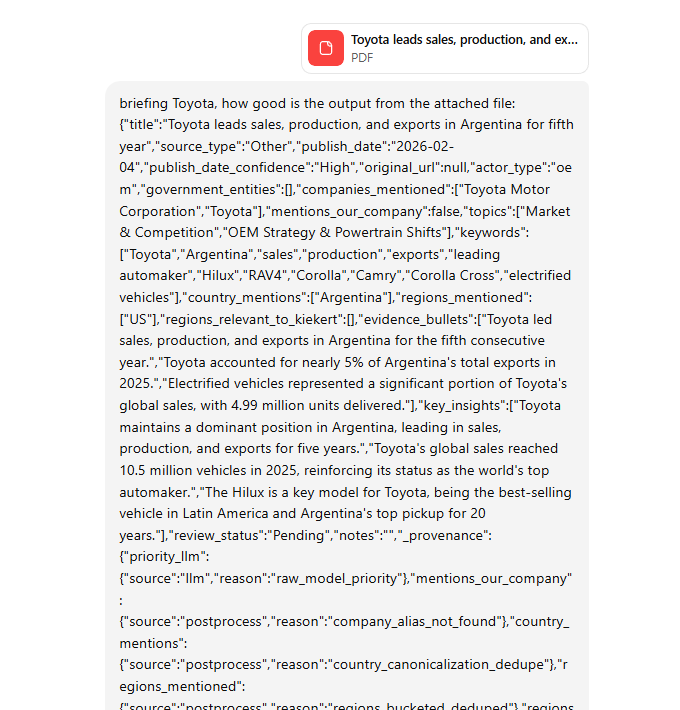 Toyota leads sales, production, and ex...
PDF
briefing Toyota, how good is the output from the attached file:
{"title":"Toyota leads sales, production, and exports in Argentina for fifth
year","source_type":"Other","publish_date":"2026-02-
04","publish_date_confidence":"High","original_url":null,"actor_type":"oe
m","government_entities":[],"companies_mentioned":["Toyota Motor
Corporation","Toyota"],"mentions_our_company":false,"topics":["Market
& Competition","OEM Strategy & Powertrain Shifts"],"keywords":
["Toyota","Argentina","sales","production","exports","leading
automaker","Hilux","RAV4","Corolla","Camry","Corolla Cross","electrified
vehicles"],"country_mentions":["Argentina"],"regions_mentioned":
["US"],"regions_relevant_to_kiekert":[],"evidence_bullets":["Toyota led
sales, production, and exports in Argentina for the fifth consecutive
year.","Toyota accounted for nearly 5% of Argentina's total exports in
2025.","Electrified vehicles represented a significant portion of Toyota's
global sales, with 4.99 million units delivered."],"key_insights":["Toyota
maintains a dominant position in Argentina, leading in sales,
production, and exports for five years.","Toyota's global sales reached
10.5 million vehicles in 2025, reinforcing its status as the world's top
automaker.","The Hilux is a key model for Toyota, being the best-selling
vehicle in Latin America and Argentina's top pickup for 20
years."],"review_status":"Pending","notes":"","_provenance":
{"priority_llm":
{"source":"llm","reason":"raw_model_priority"},"mentions_our_company"
:
{"source":"postprocess","reason":"company_alias_not_found"},"country_
mentions":
{"source":"postprocess","reason":"country_canonicalization_dedupe"},"r
egions_mentioned":
{"source":"postprocess","reason":"regions_bucketed_deduped"},"regions